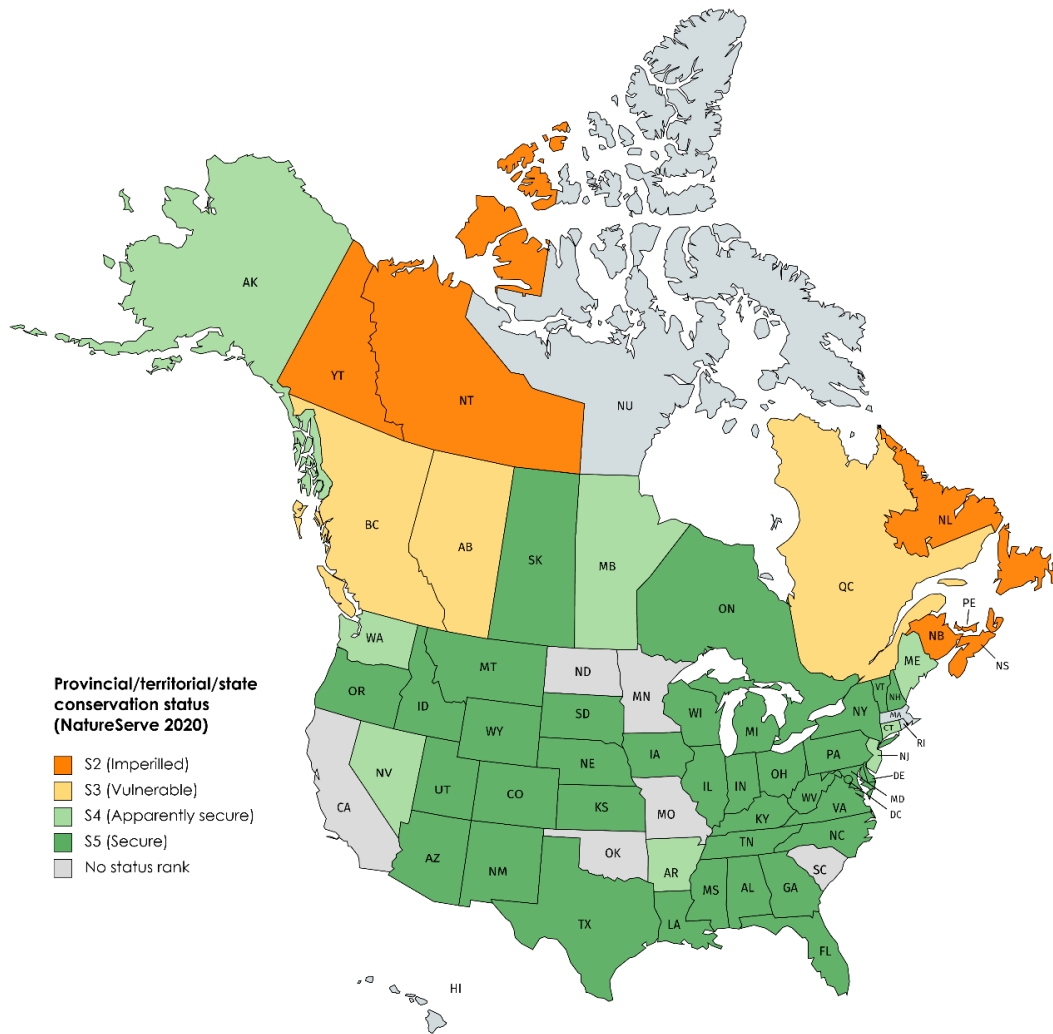 AK
YT
NT
NU
BC
AB
SK
MB
ON
QC
NL
PE
NB
NS
ME
WA
MT
ND
MN
OR
ID
WY
SD
WI
MI
NY
VT
NH
MA
CT
RI
Provincial/territorial/state
conservation status
(NatureServe 2020)
S2 (Imperilled)
S3 (Vulnerable)
S4 (Apparently secure)
S5 (Secure)
No status rank
CA
NV
UT
CO
NE
IA
KS
MO
IL
IN
OH
PA
NJ
DE
MD
DC
WV
VA
KY
NC
TN
SC
AZ
NM
OK
AR
TX
LA
MS
AL
GA
FL
HI